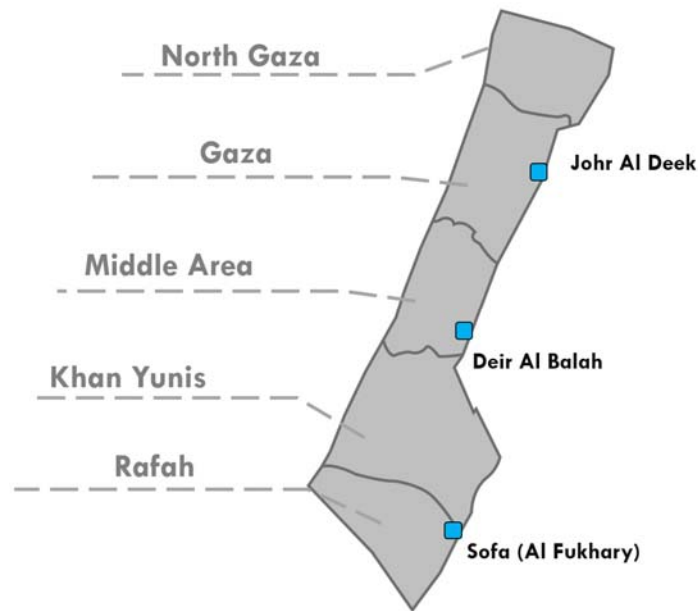 North Gaza
Johr Al Deek
Gaza
Middle Area
Deir Al Balah
Khan Yunis
Rafah
Sofa (Al Fukhary)